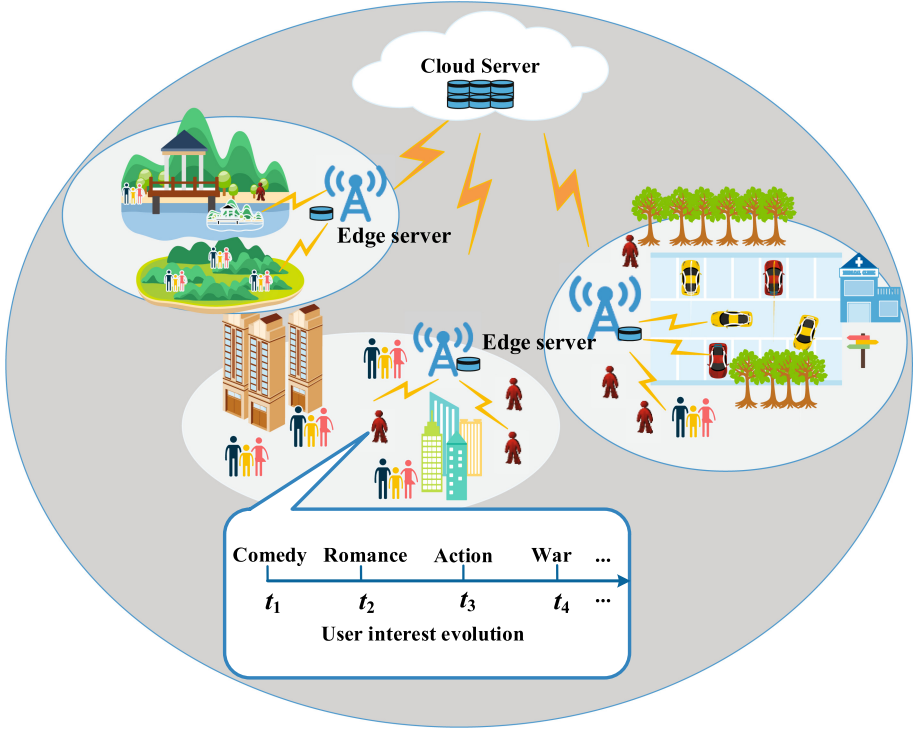 Cloud Server
Edge server
Edge server
Comedy Romance Action War ...
t1 t2 t3 t4 ...
User interest evolution